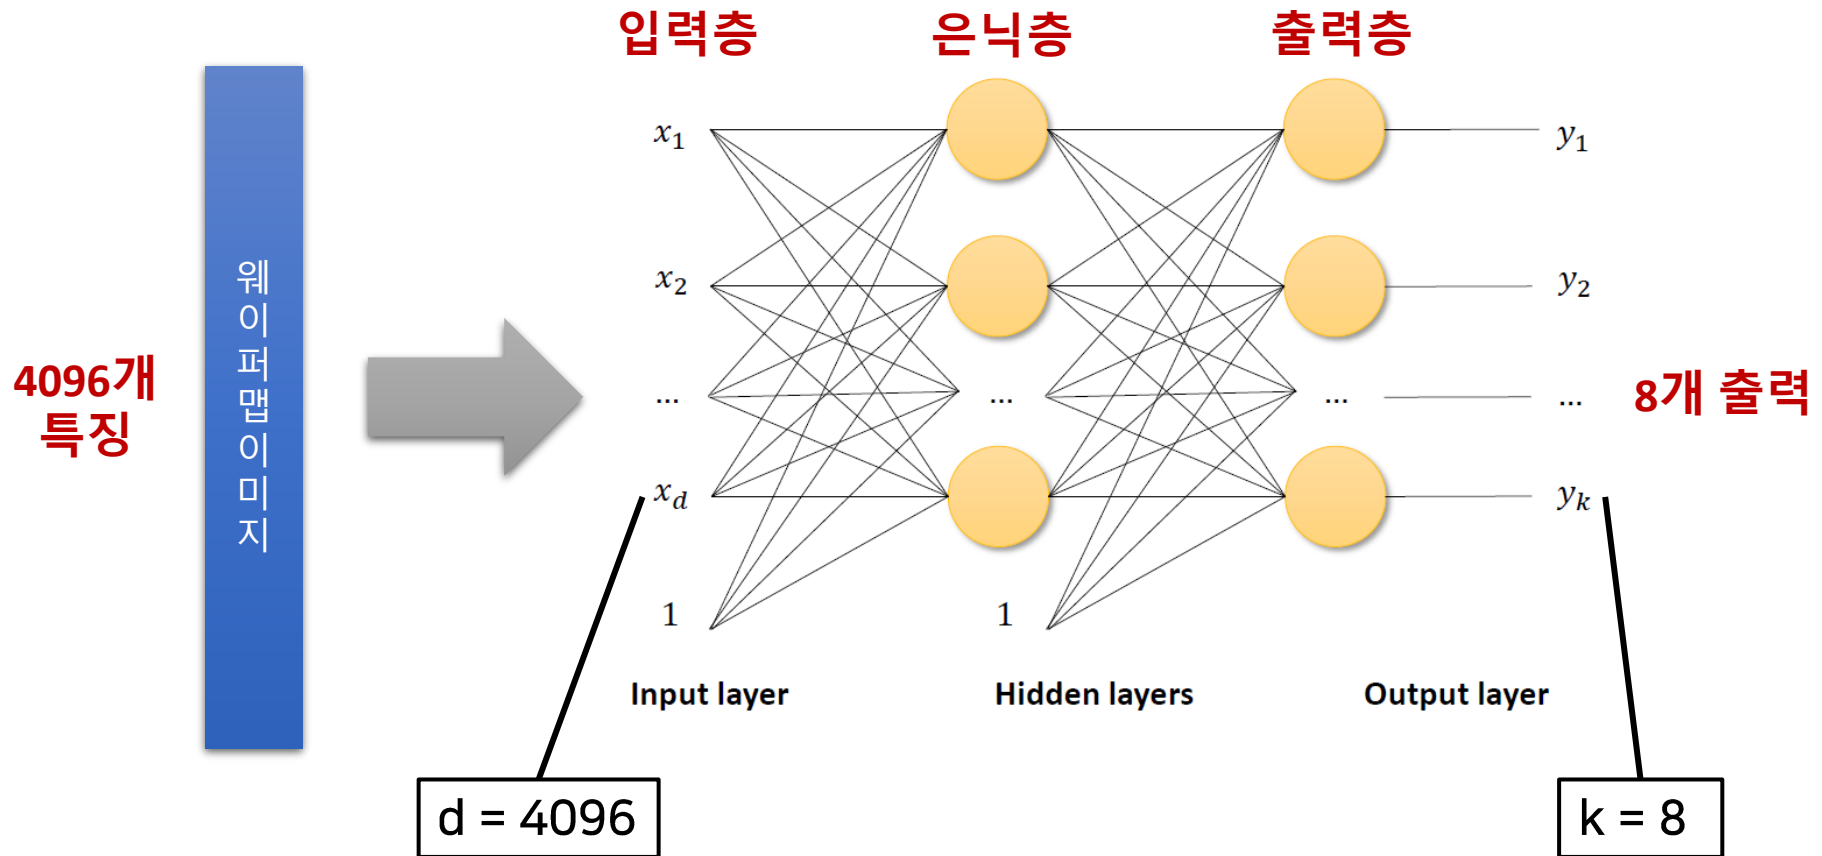 입력층 은닉층 출력층
x₁ y₁
x₂ y₂
웨이퍼맵이미지
4096개
특징
... ... ... ... 8개 출력
x_d y_k
1 1
Input layer Hidden layers Output layer
d = 4096 k = 8